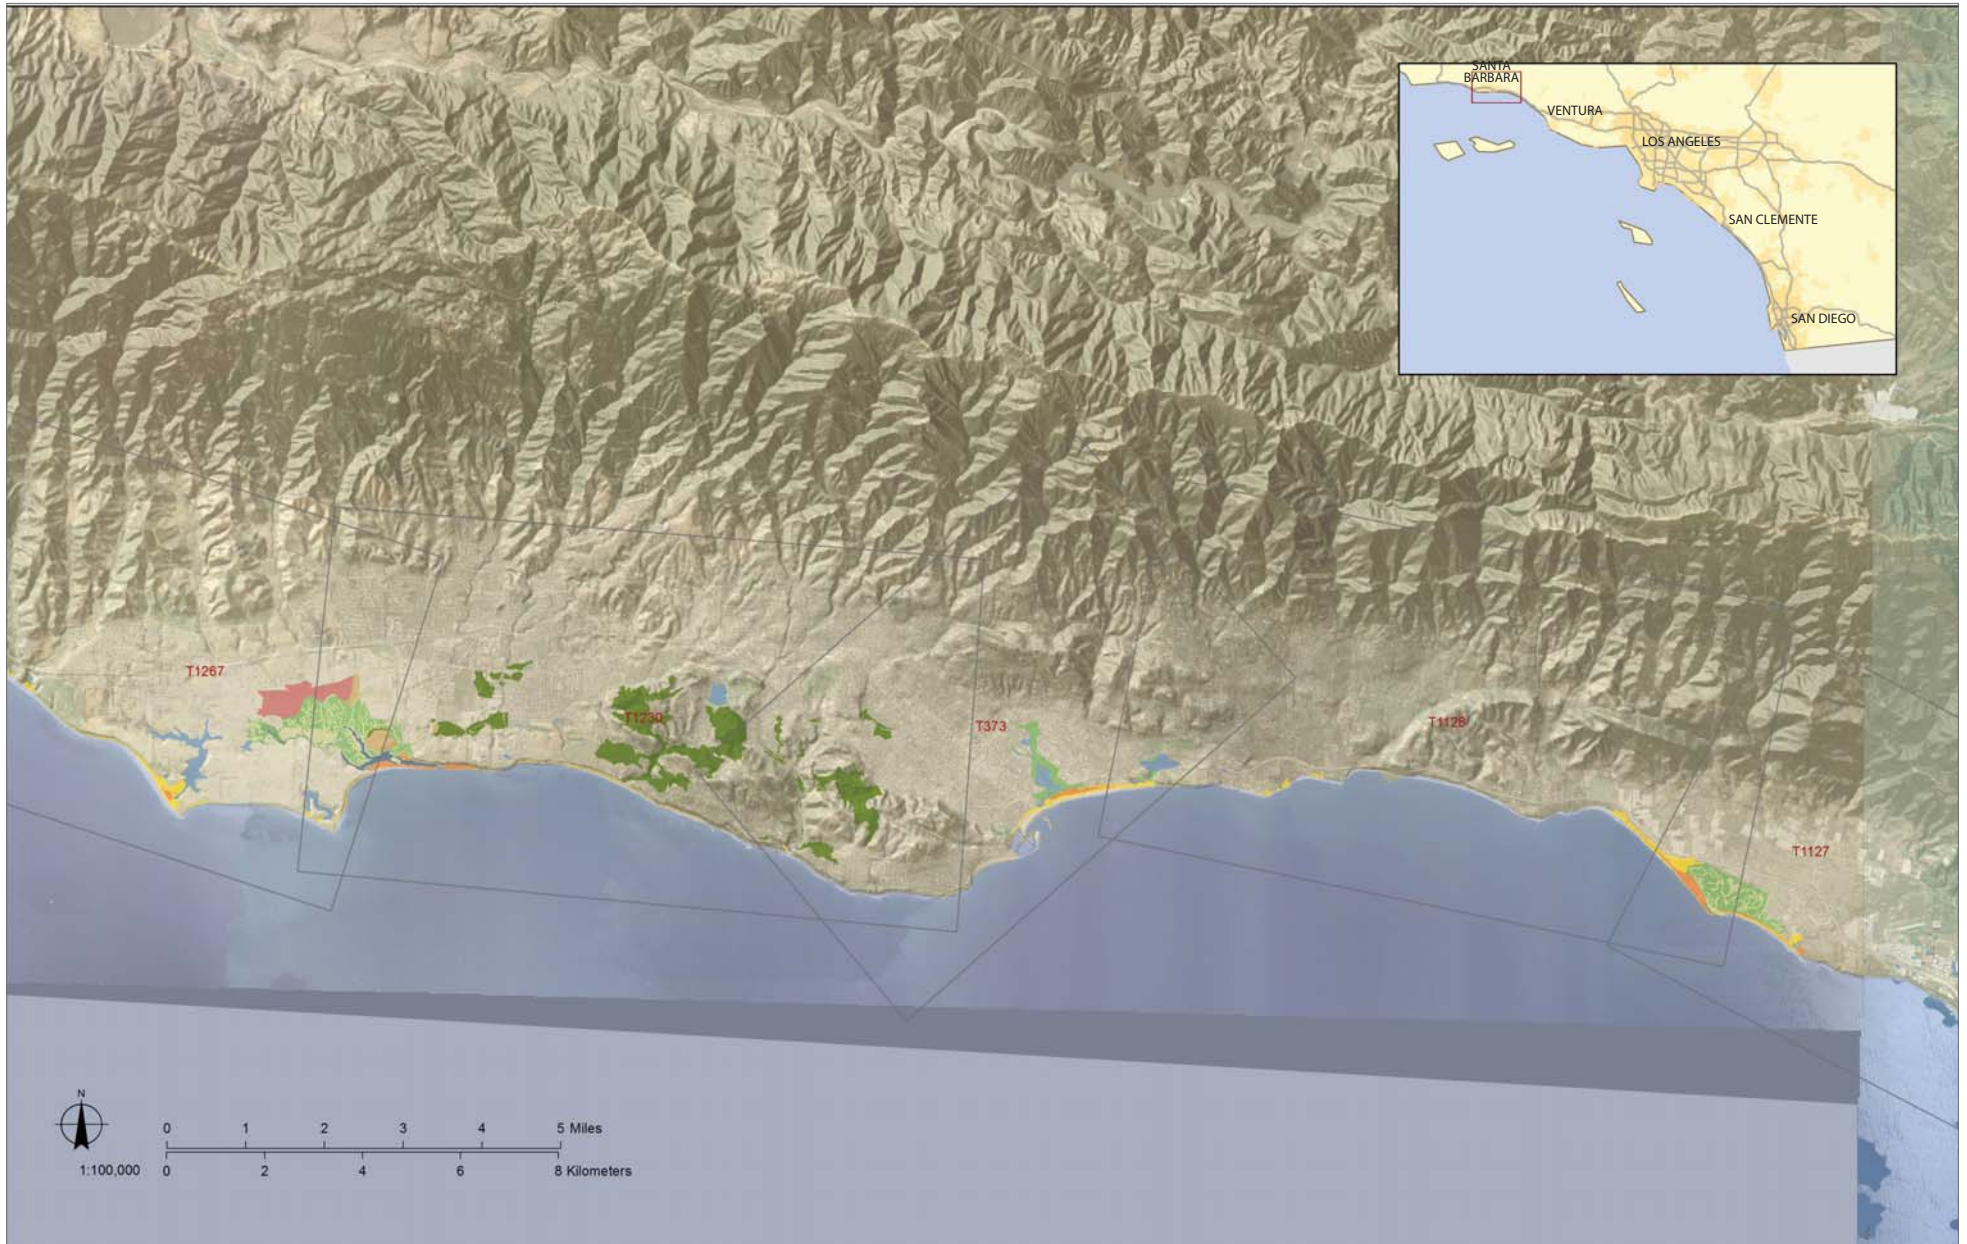 SANTA
BARBARA
VENTURA
LOS ANGELES
SAN CLEMENTE
SAN DIEGO
T1267
T1230
T373
T1128
T1127
N
0 1 2 3 4 5 Miles
1:100,000 0 2 4 6 8 Kilometers